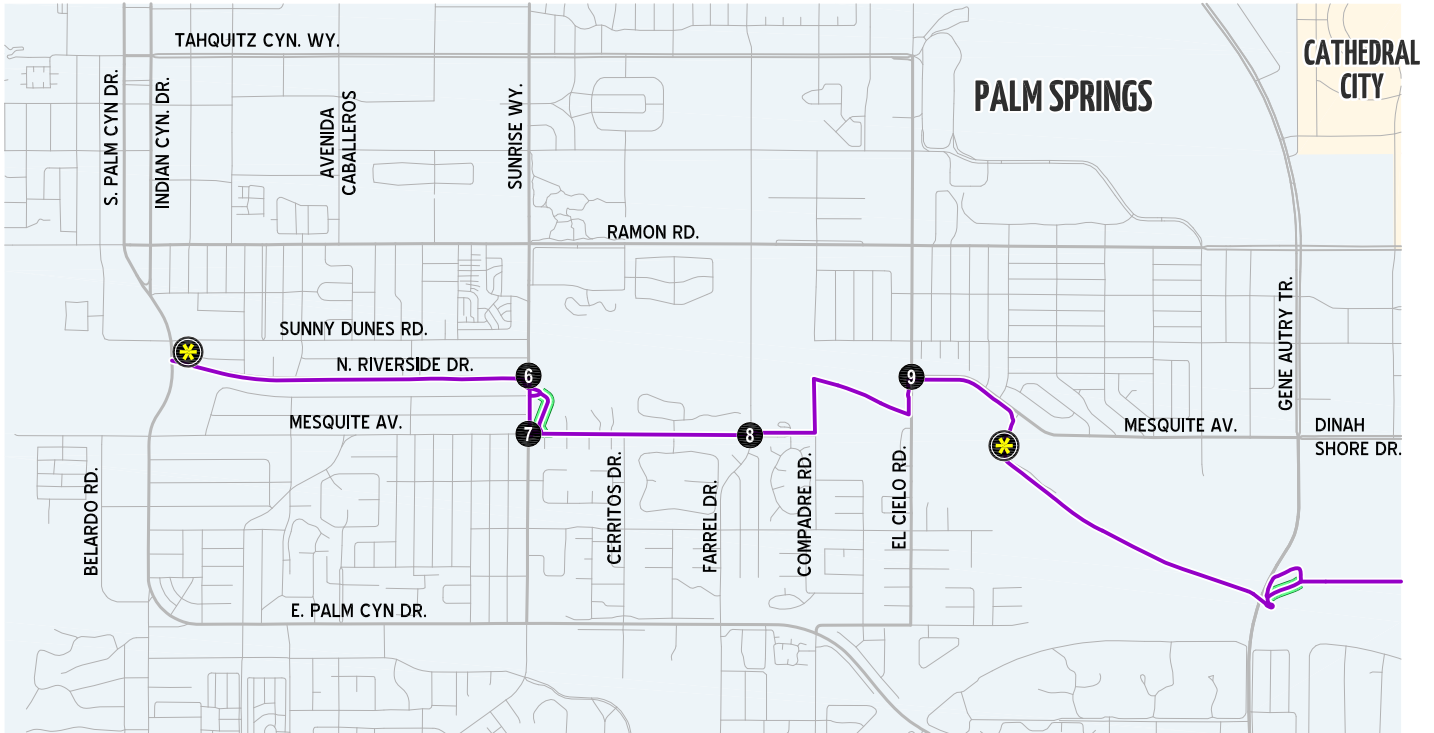 TAHQUITZ CYN. WY.
CATHEDRAL
CITY
PALM SPRINGS
S. PALM CYN DR.
INDIAN CYN. DR.
AVENIDA
CABALLEROS
SUNRISE WY.
RAMON RD.
GENE AUTRY TR.
SUNNY DUNES RD.
N. RIVERSIDE DR.
6
9
MESQUITE AV.
7
8
MESQUITE AV.
DINAH
SHORE DR.
BELARDO RD.
CERRITOS DR.
FARREL DR.
COMPADRE RD.
EL CIELO RD.
E. PALM CYN DR.